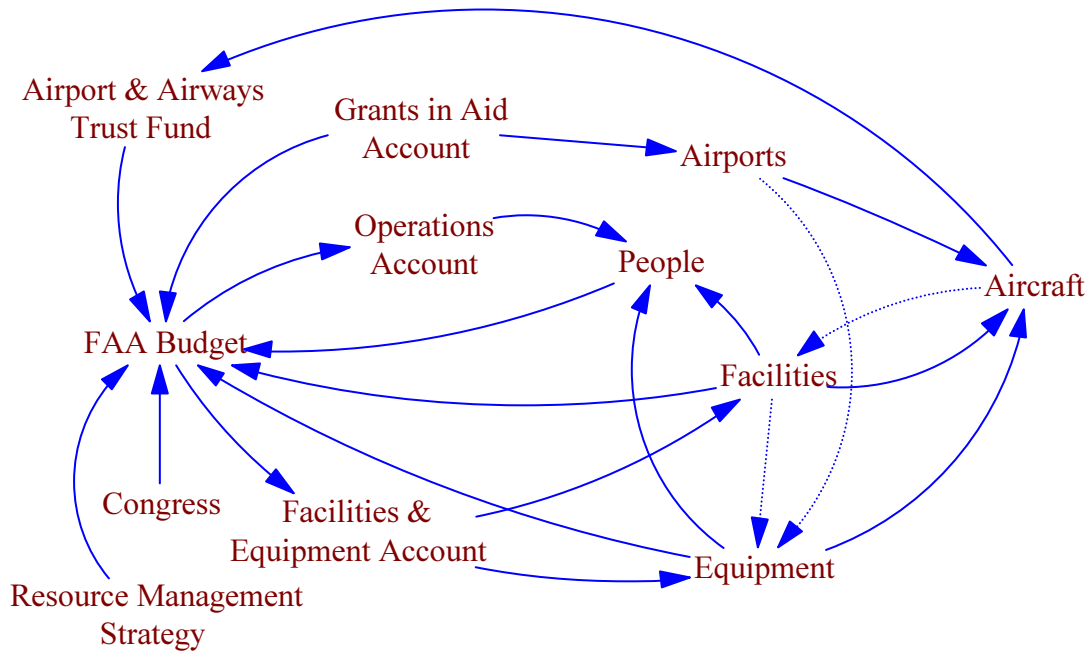 Airport & Airways
Trust Fund
Grants in Aid
Account
Airports
Operations
Account
People
Aircraft
FAA Budget
Facilities
Congress
Facilities &
Equipment Account
Equipment
Resource Management
Strategy